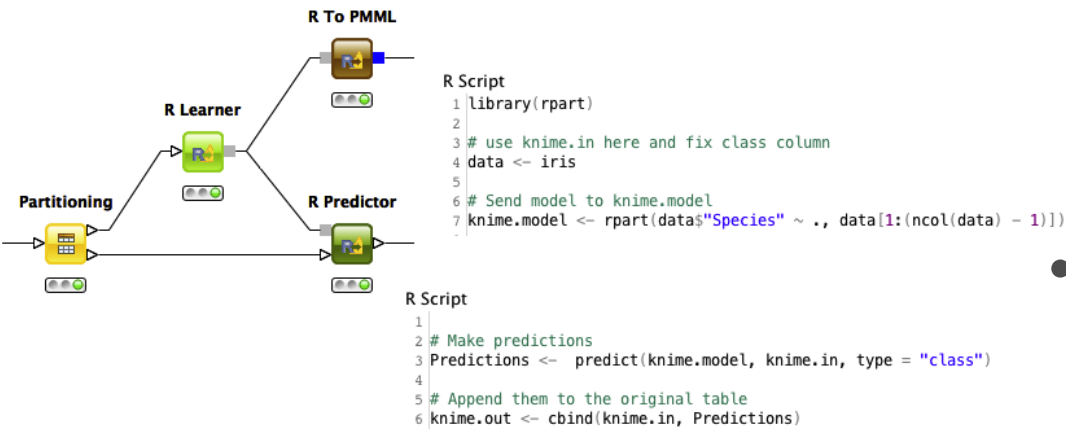 R To PMML
R Learner
Partitioning
R Predictor
R Script
1 library(rpart)
2
3 # use knime.in here and fix class column
4 data <- iris
5
6 # Send model to knime.model
7 knime.model <- rpart(data$"Species" ~ ., data[1:(ncol(data) - 1)])
R Script
1
2 # Make predictions
3 Predictions <-  predict(knime.model, knime.in, type = "class")
4
5 # Append them to the original table
6 knime.out <- cbind(knime.in, Predictions)